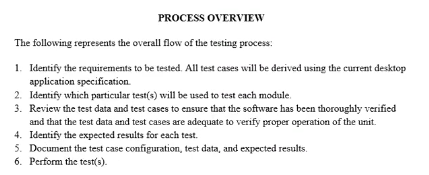 PROCESS OVERVIEW
The following represents the overall flow of the testing process:
1. Identify the requirements to be tested. All test cases will be derived using the current desktop
application specification.
2. Identify which particular test(s) will be used to test each module.
3. Review the test data and test cases to ensure that the software has been thoroughly verified
and that the test data and test cases are adequate to verify proper operation of the unit.
4. Identify the expected results for each test.
5. Document the test case configuration, test data, and expected results.
6. Perform the test(s).